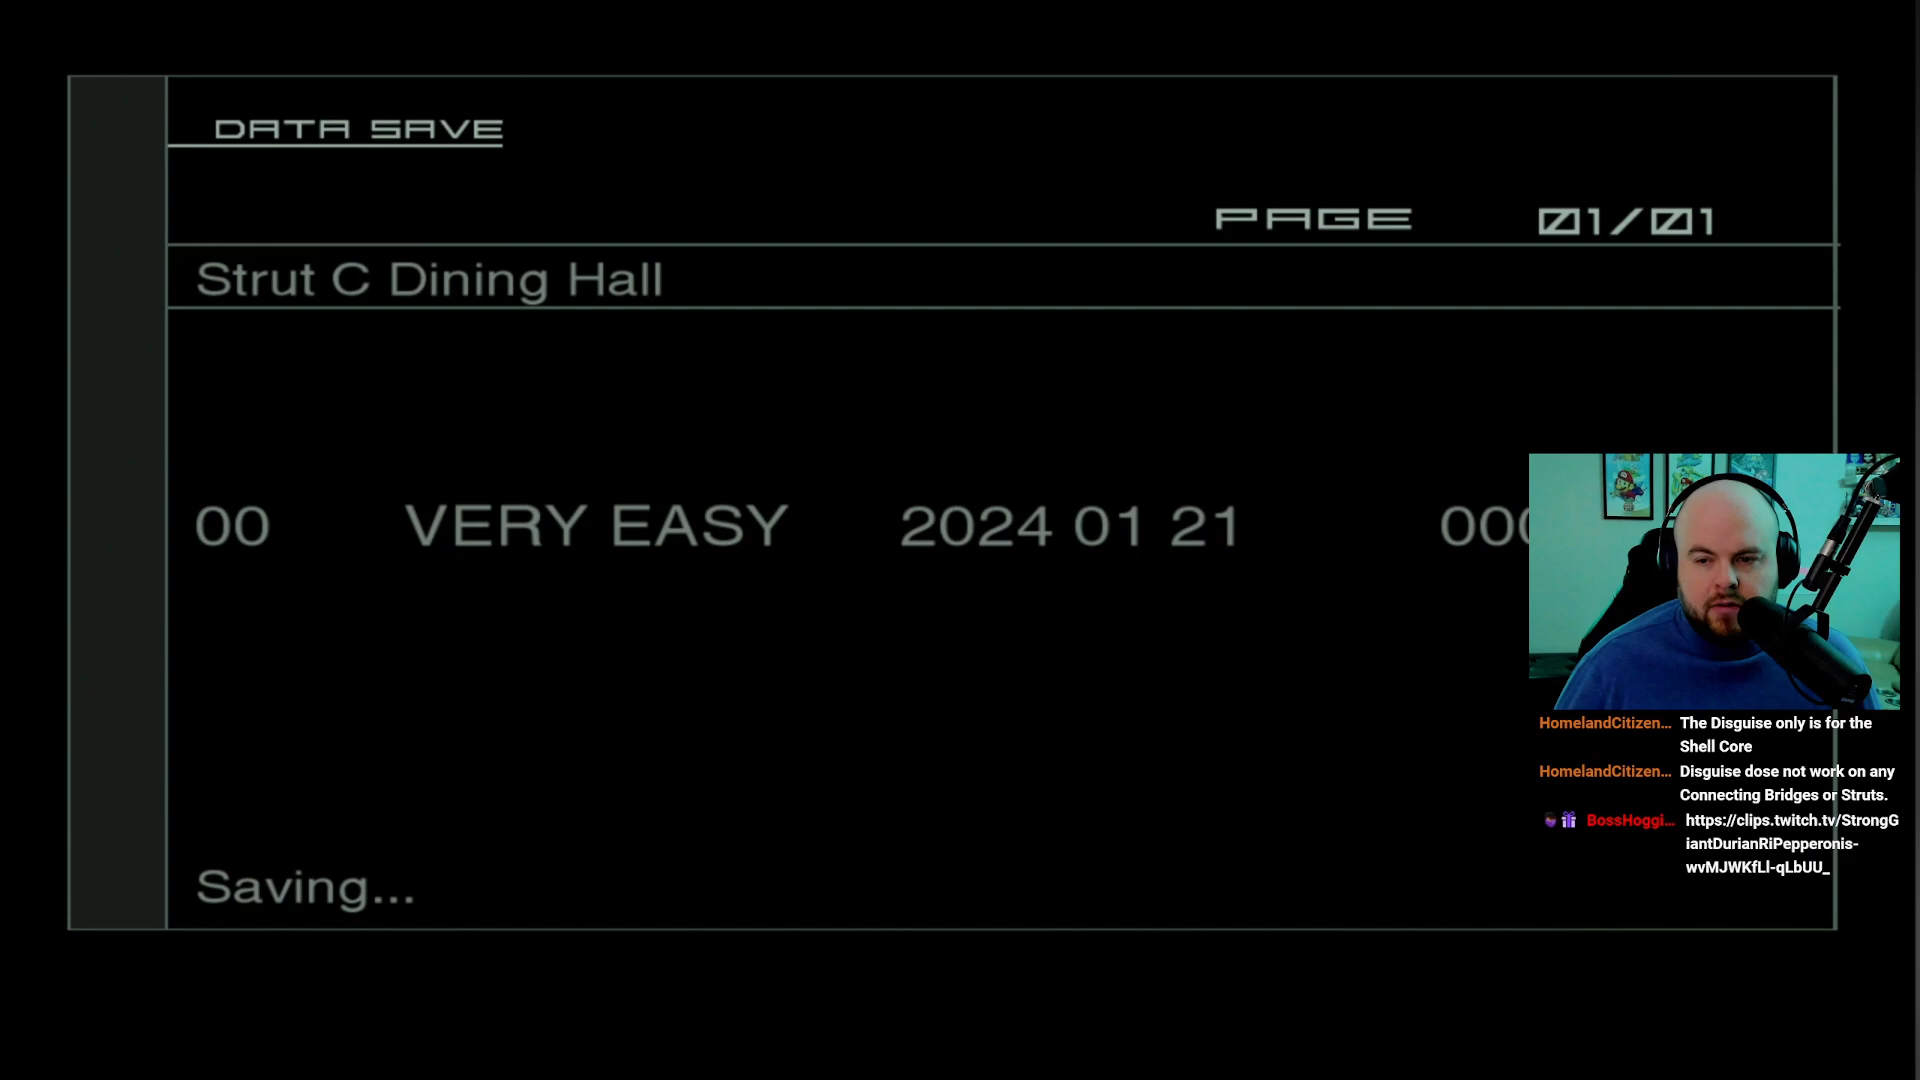 DATA SAVE
PAGE 01/01
Strut C Dining Hall
00 VERY EASY 2024 01 21
Saving...
HomelandCitizen... The Disguise only is for the
Shell Core
HomelandCitizen... Disguise dose not work on any
Connecting Bridges or Struts.
BossHoggi... https://clips.twitch.tv/StrongG
iantDurianRiPepperonis-
wvMJWKfLl-qLbUU_